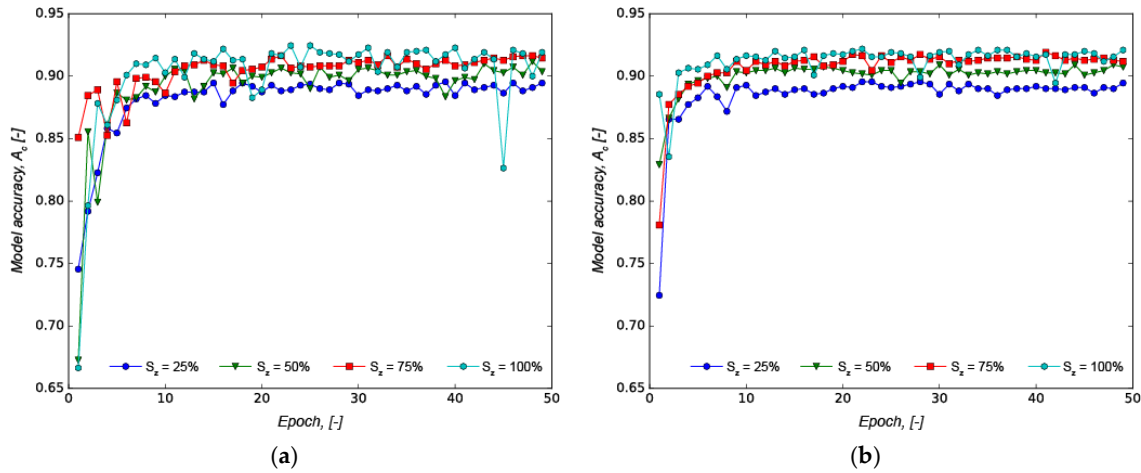 0.95
0.90
0.85
0.80
0.75
0.70
0.65
Model accuracy, A_c [-]
S_z = 25% S_z = 50% S_z = 75% S_z = 100%
0 10 20 30 40 50
Epoch, [-]
(a)
0.95
0.90
0.85
0.80
0.75
0.70
0.65
Model accuracy, A_c [-]
S_z = 25% S_z = 50% S_z = 75% S_z = 100%
0 10 20 30 40 50
Epoch, [-]
(b)